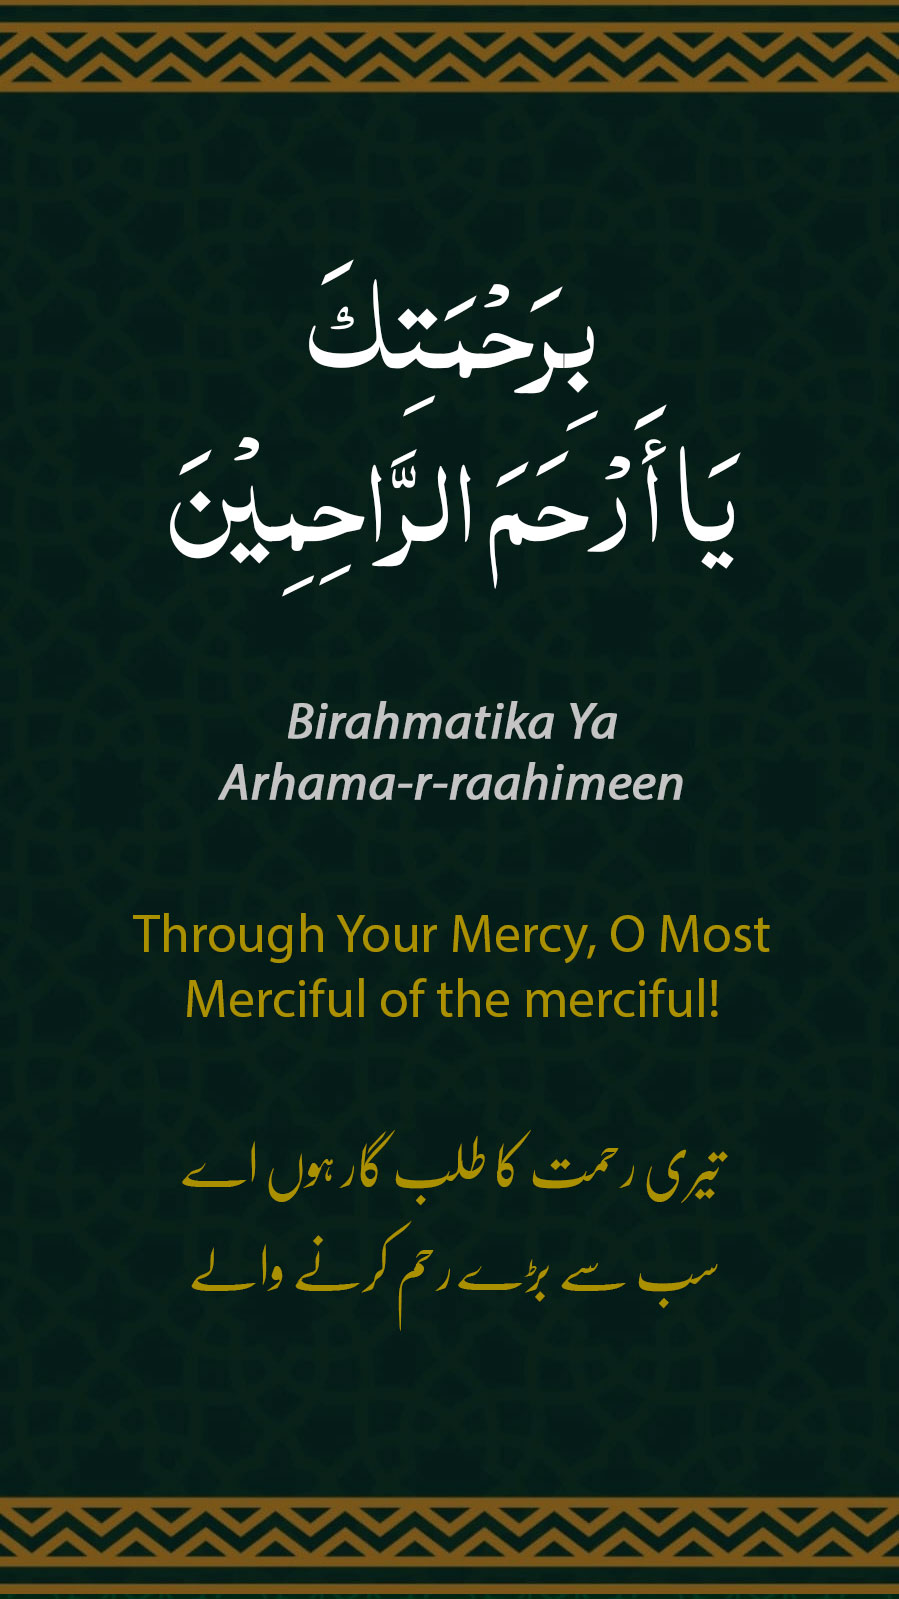 بِرَحْمَتِكَ
يَا أَرْحَمَ الرَّاحِمِيْنَ
Birahmatika Ya
Arhama-r-raahimeen
Through Your Mercy, O Most
Merciful of the merciful!
تیری رحمت کا طلب گار ہوں اے
سب سے بڑے رحم کرنے والے